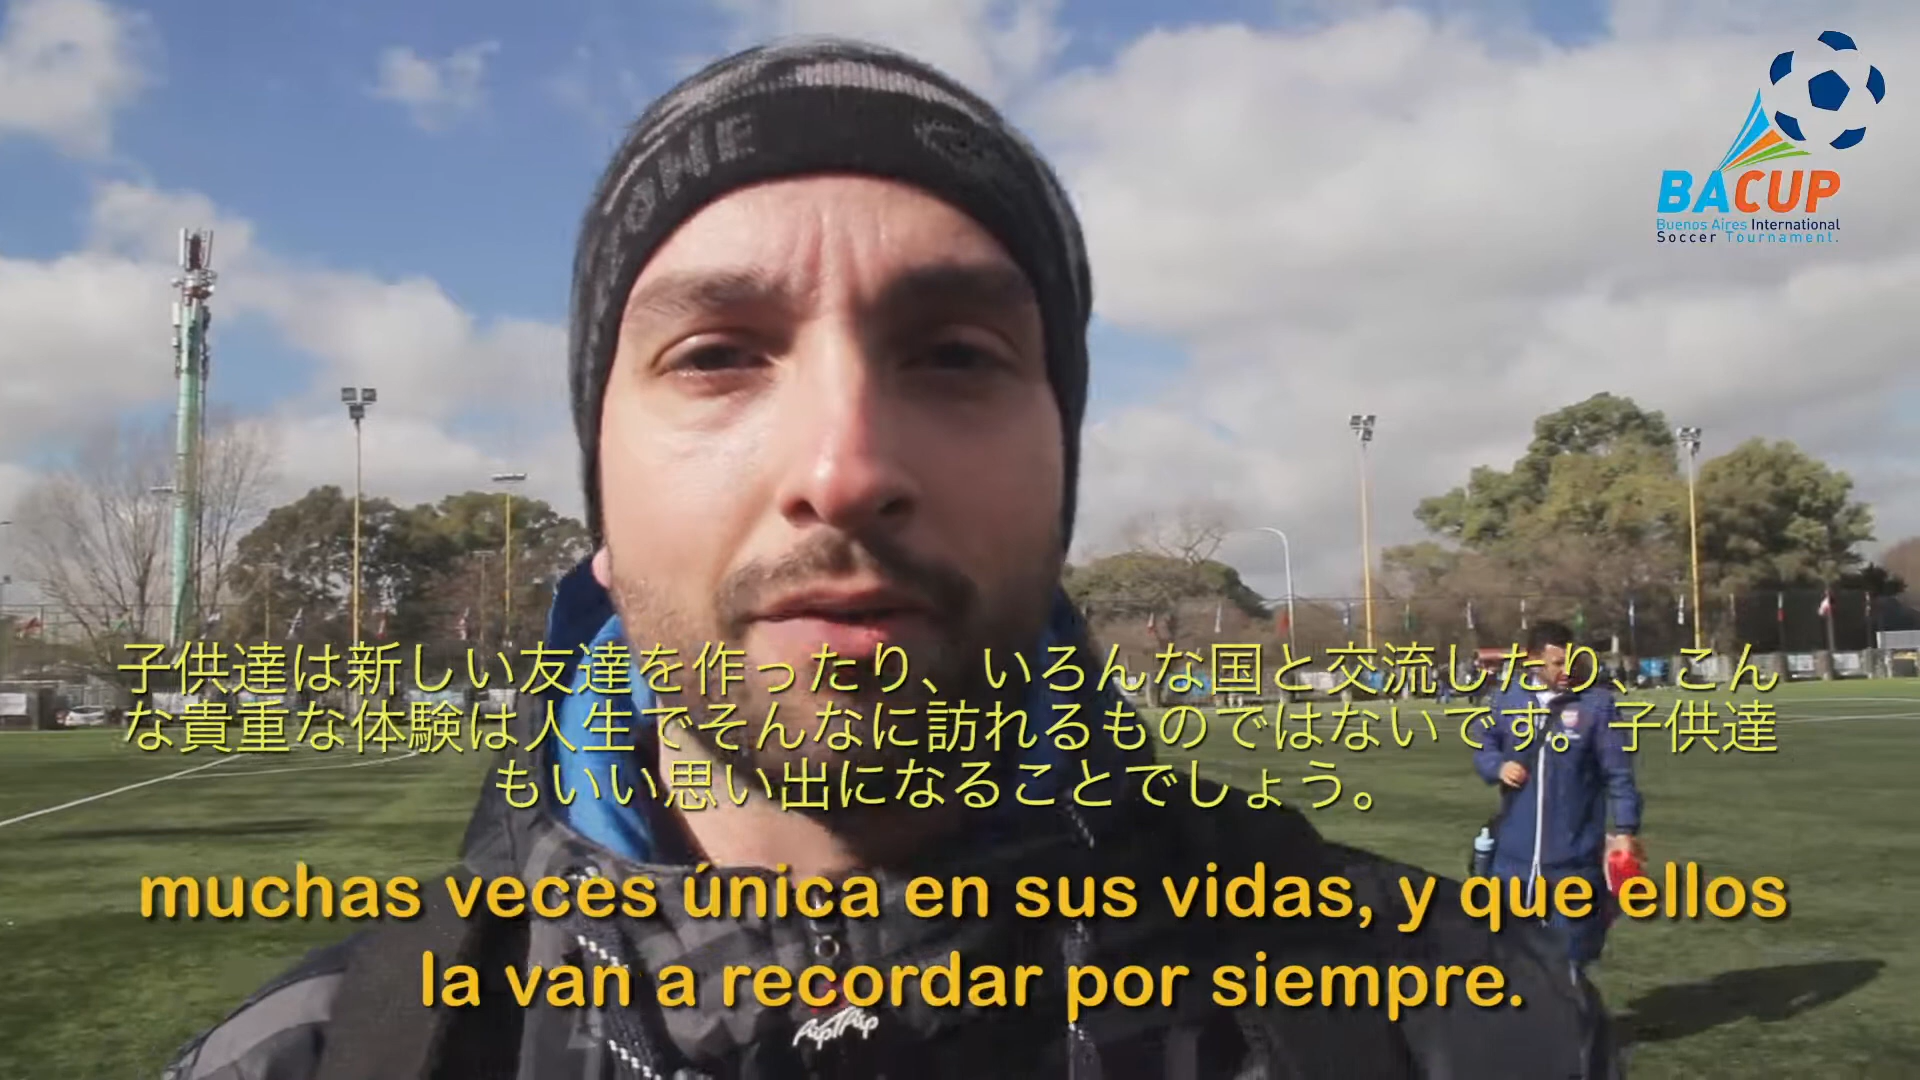 BACUP
Buenos Aires International
Soccer Tournament.
子供達は新しい友達を作ったり、いろんな国と交流したり、こん
な貴重な体験は人生でそんなに訪れるものではないです。子供達
もいい思い出になることでしょう。
muchas veces única en sus vidas, y que ellos
la van a recordar por siempre.